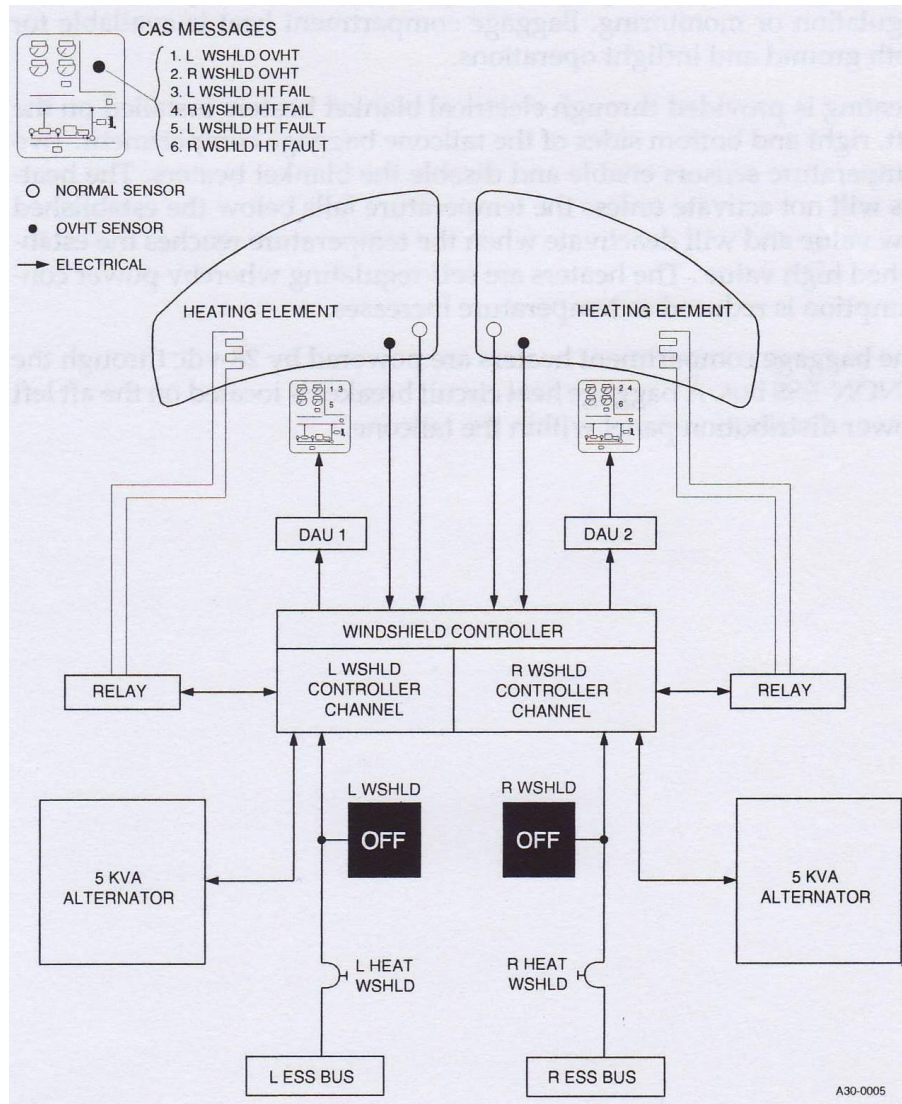 CAS MESSAGES
1. L WSHLD OVHT
2. R WSHLD OVHT
3. L WSHLD HT FAIL
4. R WSHLD HT FAIL
5. L WSHLD HT FAULT
6. R WSHLD HT FAULT
NORMAL SENSOR
OVHT SENSOR
ELECTRICAL
HEATING ELEMENT
HEATING ELEMENT
1 3
5
2 4
6
DAU 1
DAU 2
WINDSHIELD CONTROLLER
L WSHLD
CONTROLLER
CHANNEL
R WSHLD
CONTROLLER
CHANNEL
RELAY
RELAY
L WSHLD
OFF
R WSHLD
OFF
5 KVA
ALTERNATOR
5 KVA
ALTERNATOR
L HEAT
WSHLD
R HEAT
WSHLD
L ESS BUS
R ESS BUS
A30-0005